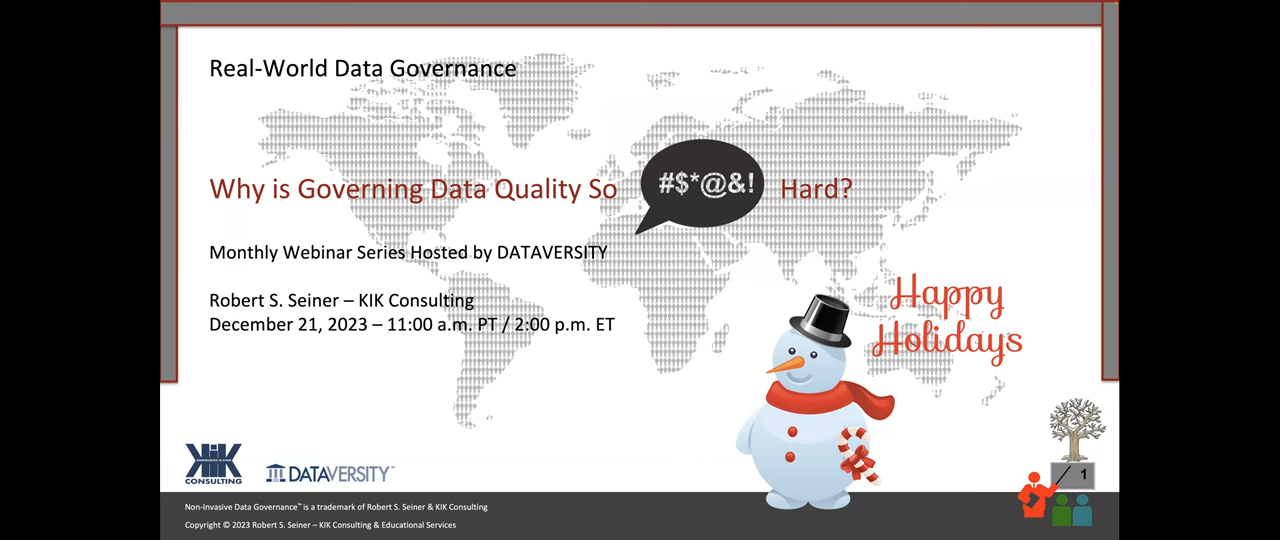 Real-World Data Governance
Why is Governing Data Quality So #$*@&! Hard?
Monthly Webinar Series Hosted by DATAVERSITY
Robert S. Seiner – KIK Consulting
December 21, 2023 – 11:00 a.m. PT / 2:00 p.m. ET
Happy
Holidays
KIK
CONSULTING
DATAVERSITY™
1
Non-Invasive Data Governance™ is a trademark of Robert S. Seiner & KIK Consulting
Copyright © 2023 Robert S. Seiner – KIK Consulting & Educational Services